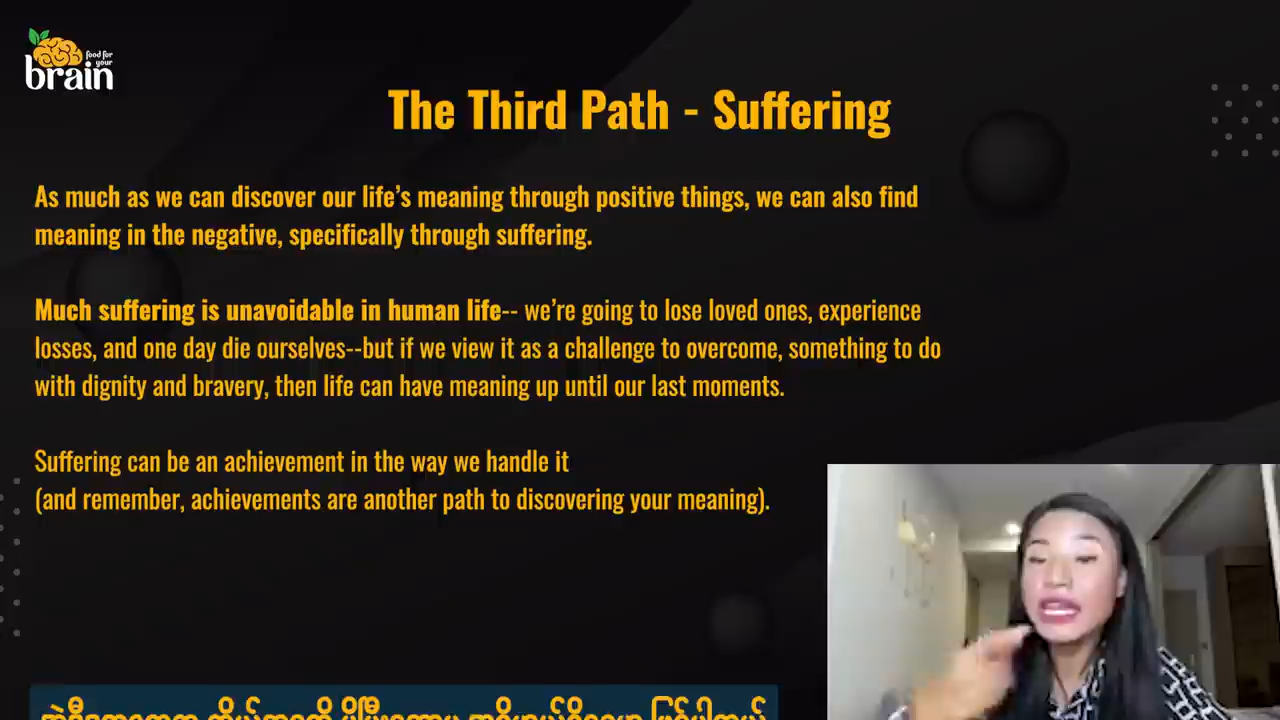 food for
your
brain
The Third Path - Suffering
As much as we can discover our life’s meaning through positive things, we can also find
meaning in the negative, specifically through suffering.
Much suffering is unavoidable in human life-- we’re going to lose loved ones, experience
losses, and one day die ourselves--but if we view it as a challenge to overcome, something to do
with dignity and bravery, then life can have meaning up until our last moments.
Suffering can be an achievement in the way we handle it
(and remember, achievements are another path to discovering your meaning).